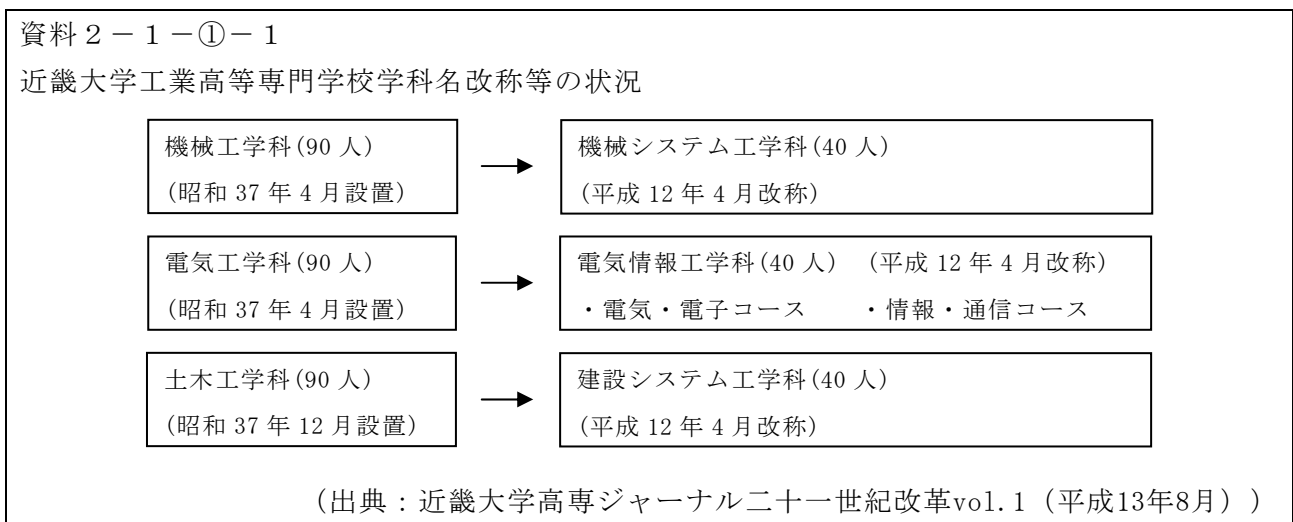 資料２－１－①－１
近畿大学工業高等専門学校学科名改称等の状況
機械工学科(90 人)
(昭和 37 年 4 月設置)
機械システム工学科(40 人)
(平成 12 年 4 月改称)
電気工学科(90 人)
(昭和 37 年 4 月設置)
電気情報工学科(40 人) (平成 12 年 4 月改称)
・電気・電子コース ・情報・通信コース
土木工学科(90 人)
(昭和 37 年 12 月設置)
建設システム工学科(40 人)
(平成 12 年 4 月改称)
（出典：近畿大学高専ジャーナル二十一世紀改革vol.1（平成13年8月））